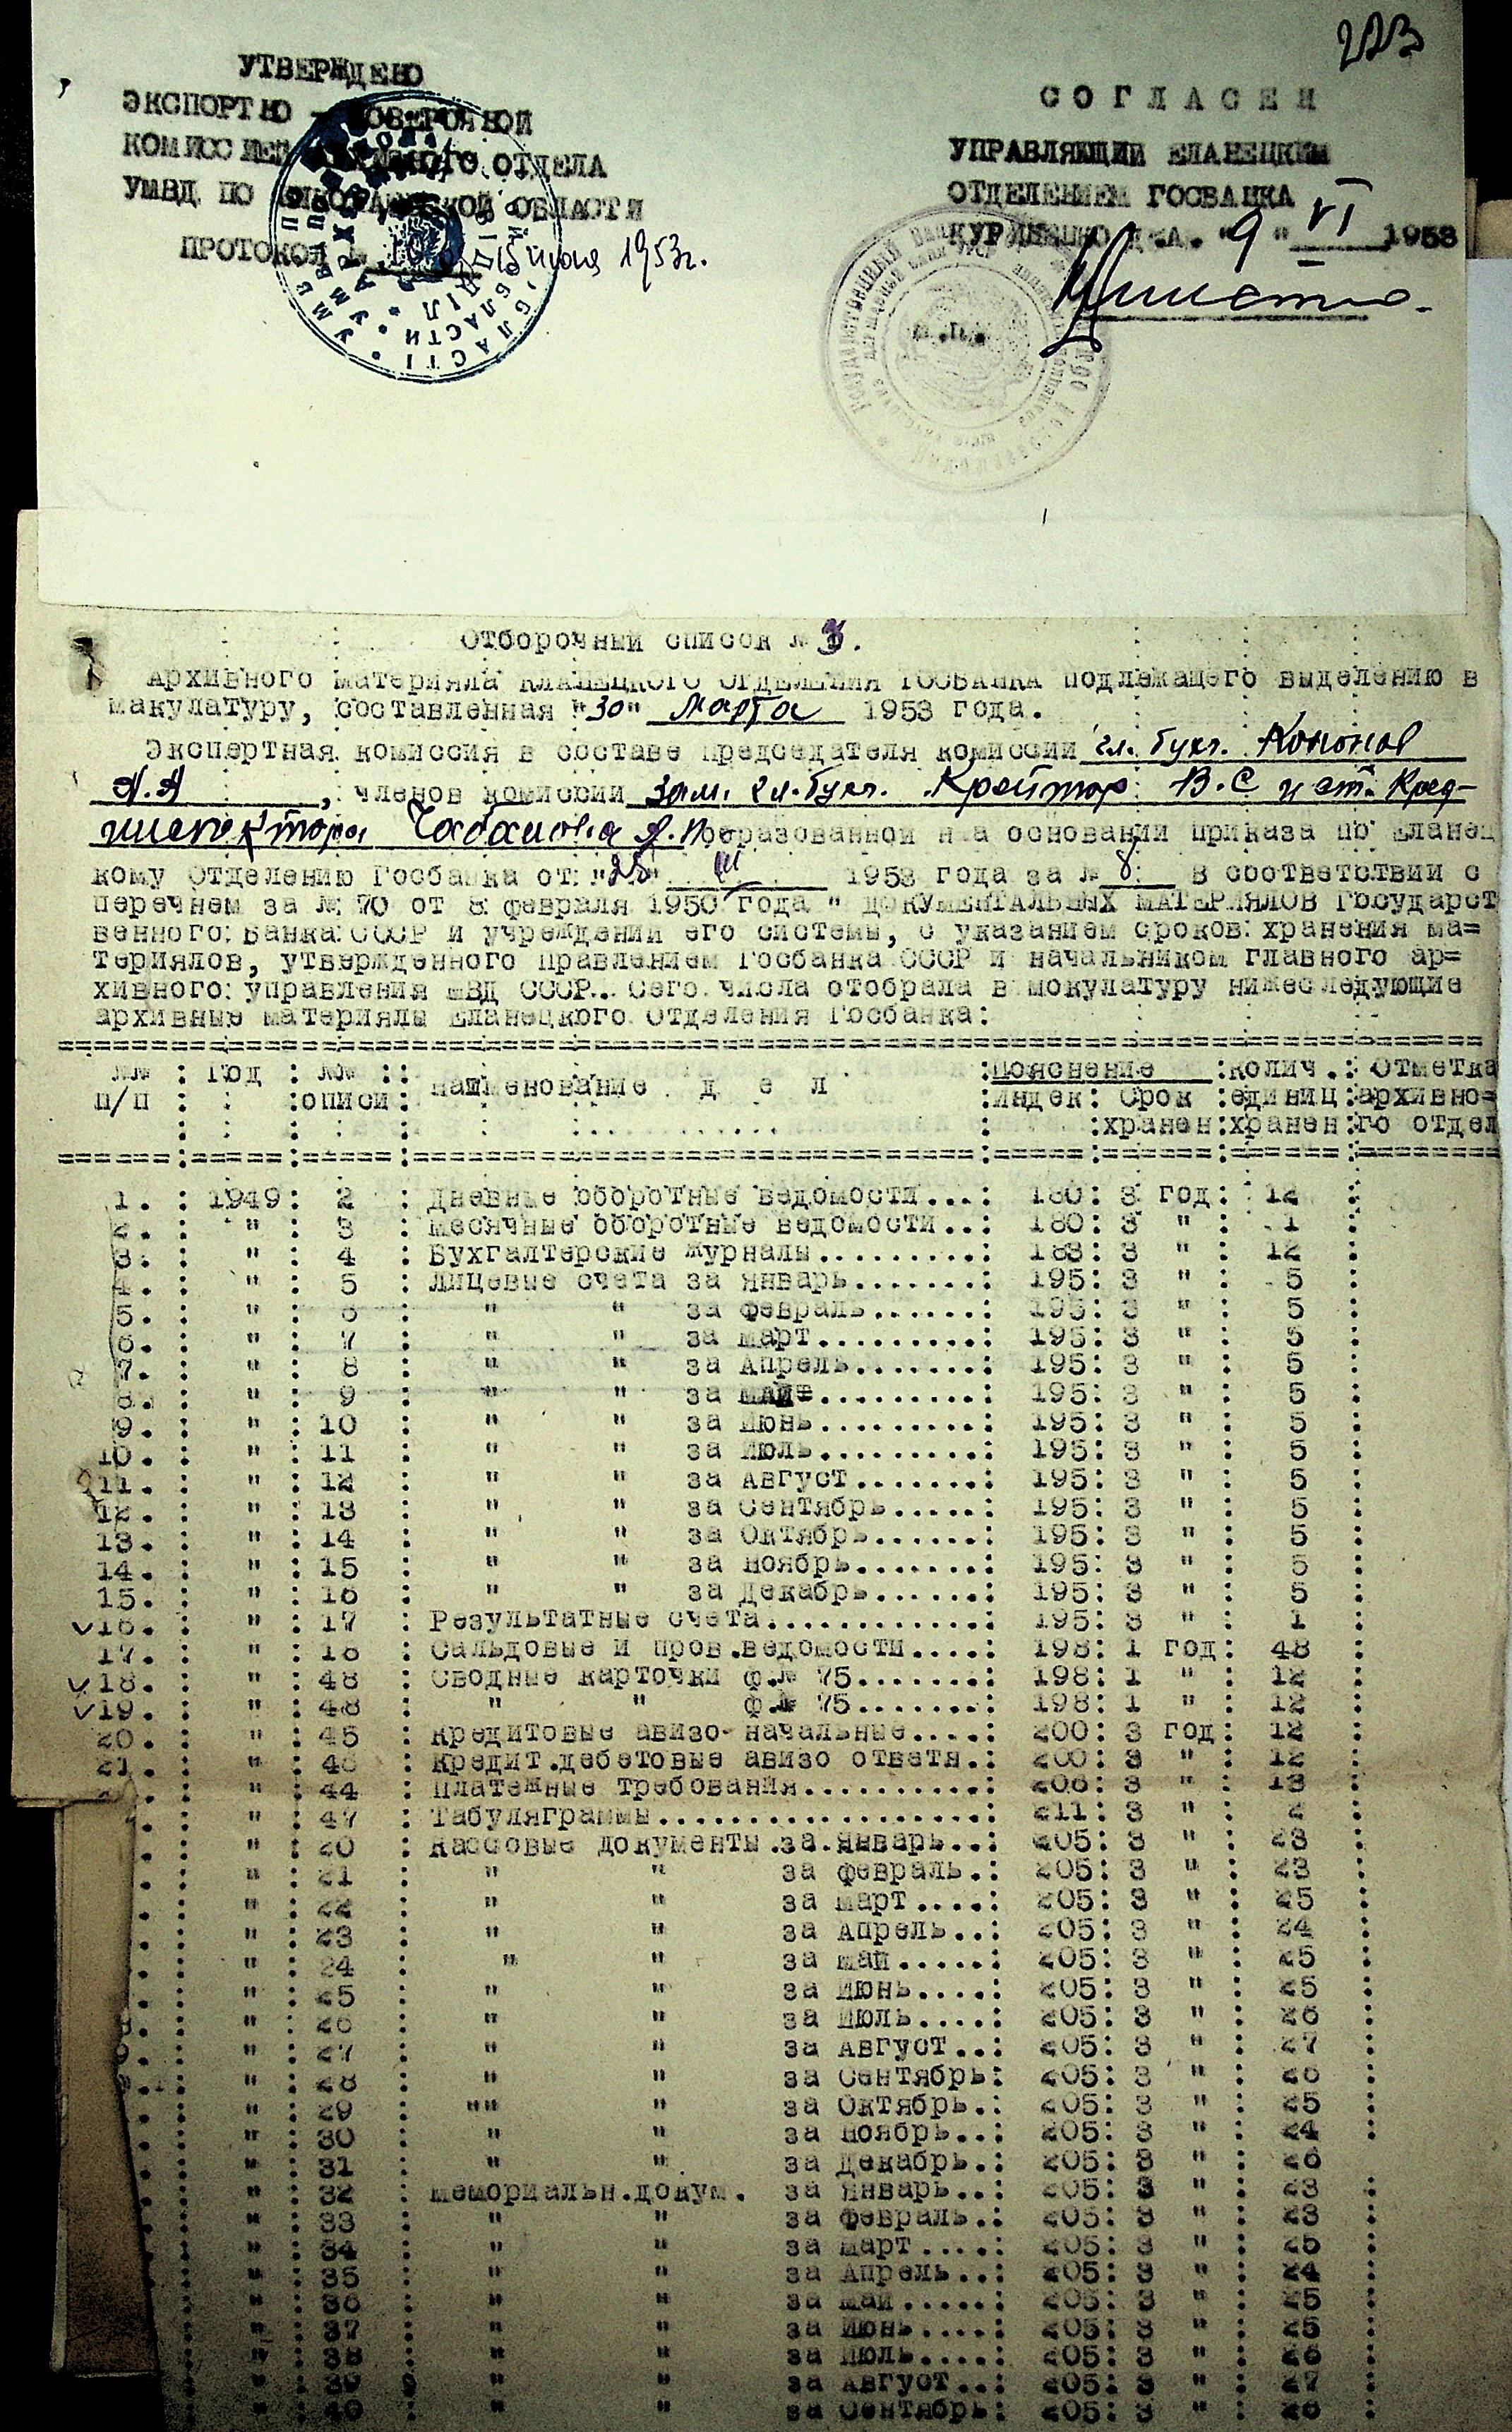 223
УТВЕРЖДЕНО
ЭКСПОРТНО - ПОВЕРОЧНОЙ
КОМИССИЕЙ ОТДЕЛА
УМВД ПО ОБЛАСТИ
ПРОТОКОЛ 10 15 июня 1953г.
С О Г Л А С Е Н
УПРАВЛЯЮЩИЙ ЕЛАНЕЦКИМ
ОТДЕЛЕНИЕМ ГОСБАНКА
"9" VI 1953
Отборочный список № 3.
Архивного материяла ЕЛАНЕЦКОГО ОТДЕЛЕНИЯ ГОСБАНКА подлежащего выделению в
макулатуру, составленная "30" Марта 1953 года.
Экспертная комиссия в составе председателя комиссии гл. бухг. Кононов
А.А , членов комиссии зам. гл. бухг. Крейтор В.С и ст. Кред-
инспектора Чабанова А.П. образованной на основании приказа по Еланец
кому Отделению Госбанка от "25" III 1953 года за № 8 в соответствии с
перечнем за № 70 от 8 февраля 1950 года " ДОКУМЕНТАЛЬНЫХ МАТЕРИЯЛОВ Государст
венного Банка СССР и учреждений его системы, с указанием сроков хранения ма=
териялов, утвержденного Правлением Госбанка СССР и начальником главного ар=
хивного управления МВД СССР. Сего числа отобрала в мокулатуру нижеследующие
архивные материялы Еланецкого Отделения Госбанка:
№№ : Год : №№ : Наименование д е л : Пояснение : Колич. : Отметка
п/п : : описи : : Индек : Срок : единиц : архивно=
: : : : : хранен : хранен : го отдел
1. : 1949 : 2 : Дневные оборотные ведомости...: 180: 3 год: 12 :
2. : " : 3 : Месячные оборотные ведомости..: 180: 3 " : 1 :
3. : " : 4 : Бухгалтерские журналы.........: 183: 3 " : 12 :
4. : " : 5 : Лицевые счета за Январь.......: 195: 3 " : 5 :
5. : " : 6 : " " за Февраль......: 195: 3 " : 5 :
6. : " : 7 : " " за Март.........: 195: 3 " : 5 :
7. : " : 8 : " " за Апрель.......: 195: 3 " : 5 :
8. : " : 9 : " " за Май..........: 195: 3 " : 5 :
9. : " : 10 : " " за Июнь.........: 195: 3 " : 5 :
10. : " : 11 : " " за Июль.........: 195: 3 " : 5 :
11. : " : 12 : " " за Август.......: 195: 3 " : 5 :
12. : " : 13 : " " за Сентябрь.....: 195: 3 " : 5 :
13. : " : 14 : " " за Октябрь......: 195: 3 " : 5 :
14. : " : 15 : " " за Ноябрь.......: 195: 3 " : 5 :
15. : " : 16 : " " за Декабрь......: 195: 3 " : 5 :
16. : " : 17 : Результатные счета............: 195: 3 " : 1 :
17. : " : 18 : Сальдовые и пров.ведомости....: 198: 1 год: 48 :
18. : " : 48 : Сводные карточки ф.№ 75.......: 198: 1 " : 12 :
19. : " : 48 : " " ф.№ 75.......: 198: 1 " : 12 :
20. : " : 45 : Кредитовые авизо-начальные....: 200: 3 год: 12 :
21. : " : 46 : Кредит.дебетовые авизо ответн.: 200: 3 " : 12 :
. : " : 44 : Платежные требования..........: 206: 3 " : 13 :
. : " : 47 : Табуляграммы..................: 211: 3 " : 2 :
. : " : 20 : Кассовые документы.за.Январь..: 205: 3 " : 23 :
. : " : 21 : " " за Февраль.: 205: 3 " : 23 :
. : " : 22 : " " за Март....: 205: 3 " : 25 :
. : " : 23 : " " за Апрель..: 205: 3 " : 24 :
. : " : 24 : " " за Май.....: 205: 3 " : 25 :
. : " : 25 : " " за Июнь....: 205: 3 " : 25 :
. : " : 26 : " " за Июль....: 205: 3 " : 26 :
. : " : 27 : " " за Август..: 205: 3 " : 27 :
. : " : 28 : " " за Сентябрь: 205: 3 " : 26 :
. : " : 29 : "" " за Октябрь.: 205: 3 " : 25 :
. : " : 30 : " " за Ноябрь..: 205: 3 " : 24 :
: " : 31 : " " за Декабрь.: 205: 3 " : 26
: " : 32 : Мемориальн.докум. за Январь..: 205: 3 " : 23 :
: " : 33 : " " за Февраль.: 205: 3 " : 23 :
: " : 34 : " " за Март....: 205: 3 " : 25 :
: " : 35 : " " за Апрель..: 205: 3 " : 24 :
: " : 36 : " " за Май.....: 205: 3 " : 25 :
: " : 37 : " " за Июнь....: 205: 3 " : 25 :
: " : 38 : " " за Июль....: 205: 3 " : 26 :
: " : 39 : " " за Август..: 205: 3 " : 27 :
: " : 40 : " " за Сентябрь: 205: 3 " : 26 :